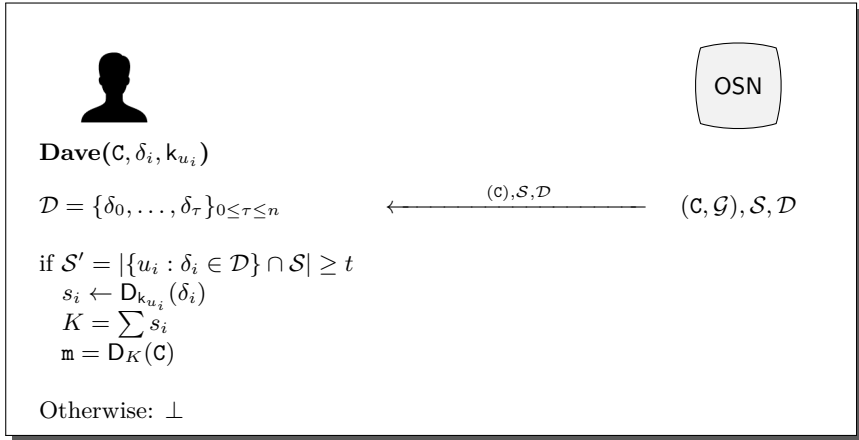 OSN
Dave(C, δ_i, k_{u_i})
𝒟 = {δ_0, . . . , δ_τ}_{0≤τ≤n} (C),𝒮,𝒟 (C, 𝒢), 𝒮, 𝒟
if 𝒮′ = |{u_i : δ_i ∈ 𝒟} ∩ 𝒮| ≥ t
s_i ← D_{k_{u_i}}(δ_i)
K = ∑ s_i
m = D_K(C)
Otherwise: ⊥